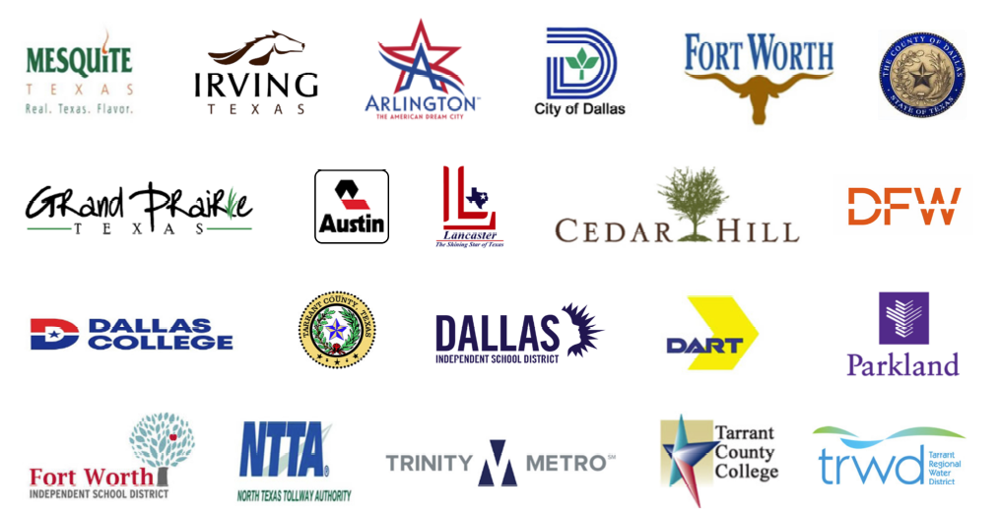 MESQUITE
TEXAS
Real. Texas. Flavor.
IRVING
TEXAS
ARLINGTON
THE AMERICAN DREAM CITY
City of Dallas
FORT WORTH
THE COUNTY OF DALLAS
STATE OF TEXAS
Grand Prairie
TEXAS
Austin
LL
Lancaster
The Shining Star of Texas
CEDAR HILL
DFW
D
DALLAS
COLLEGE
TARRANT COUNTY, TEXAS
DALLAS
INDEPENDENT SCHOOL DISTRICT
DART
Parkland
Fort Worth
INDEPENDENT SCHOOL DISTRICT
NTTA®
NORTH TEXAS TOLLWAY AUTHORITY
TRINITY M METRO℠
Tarrant
County
College
trwd
Tarrant
Regional
Water
District